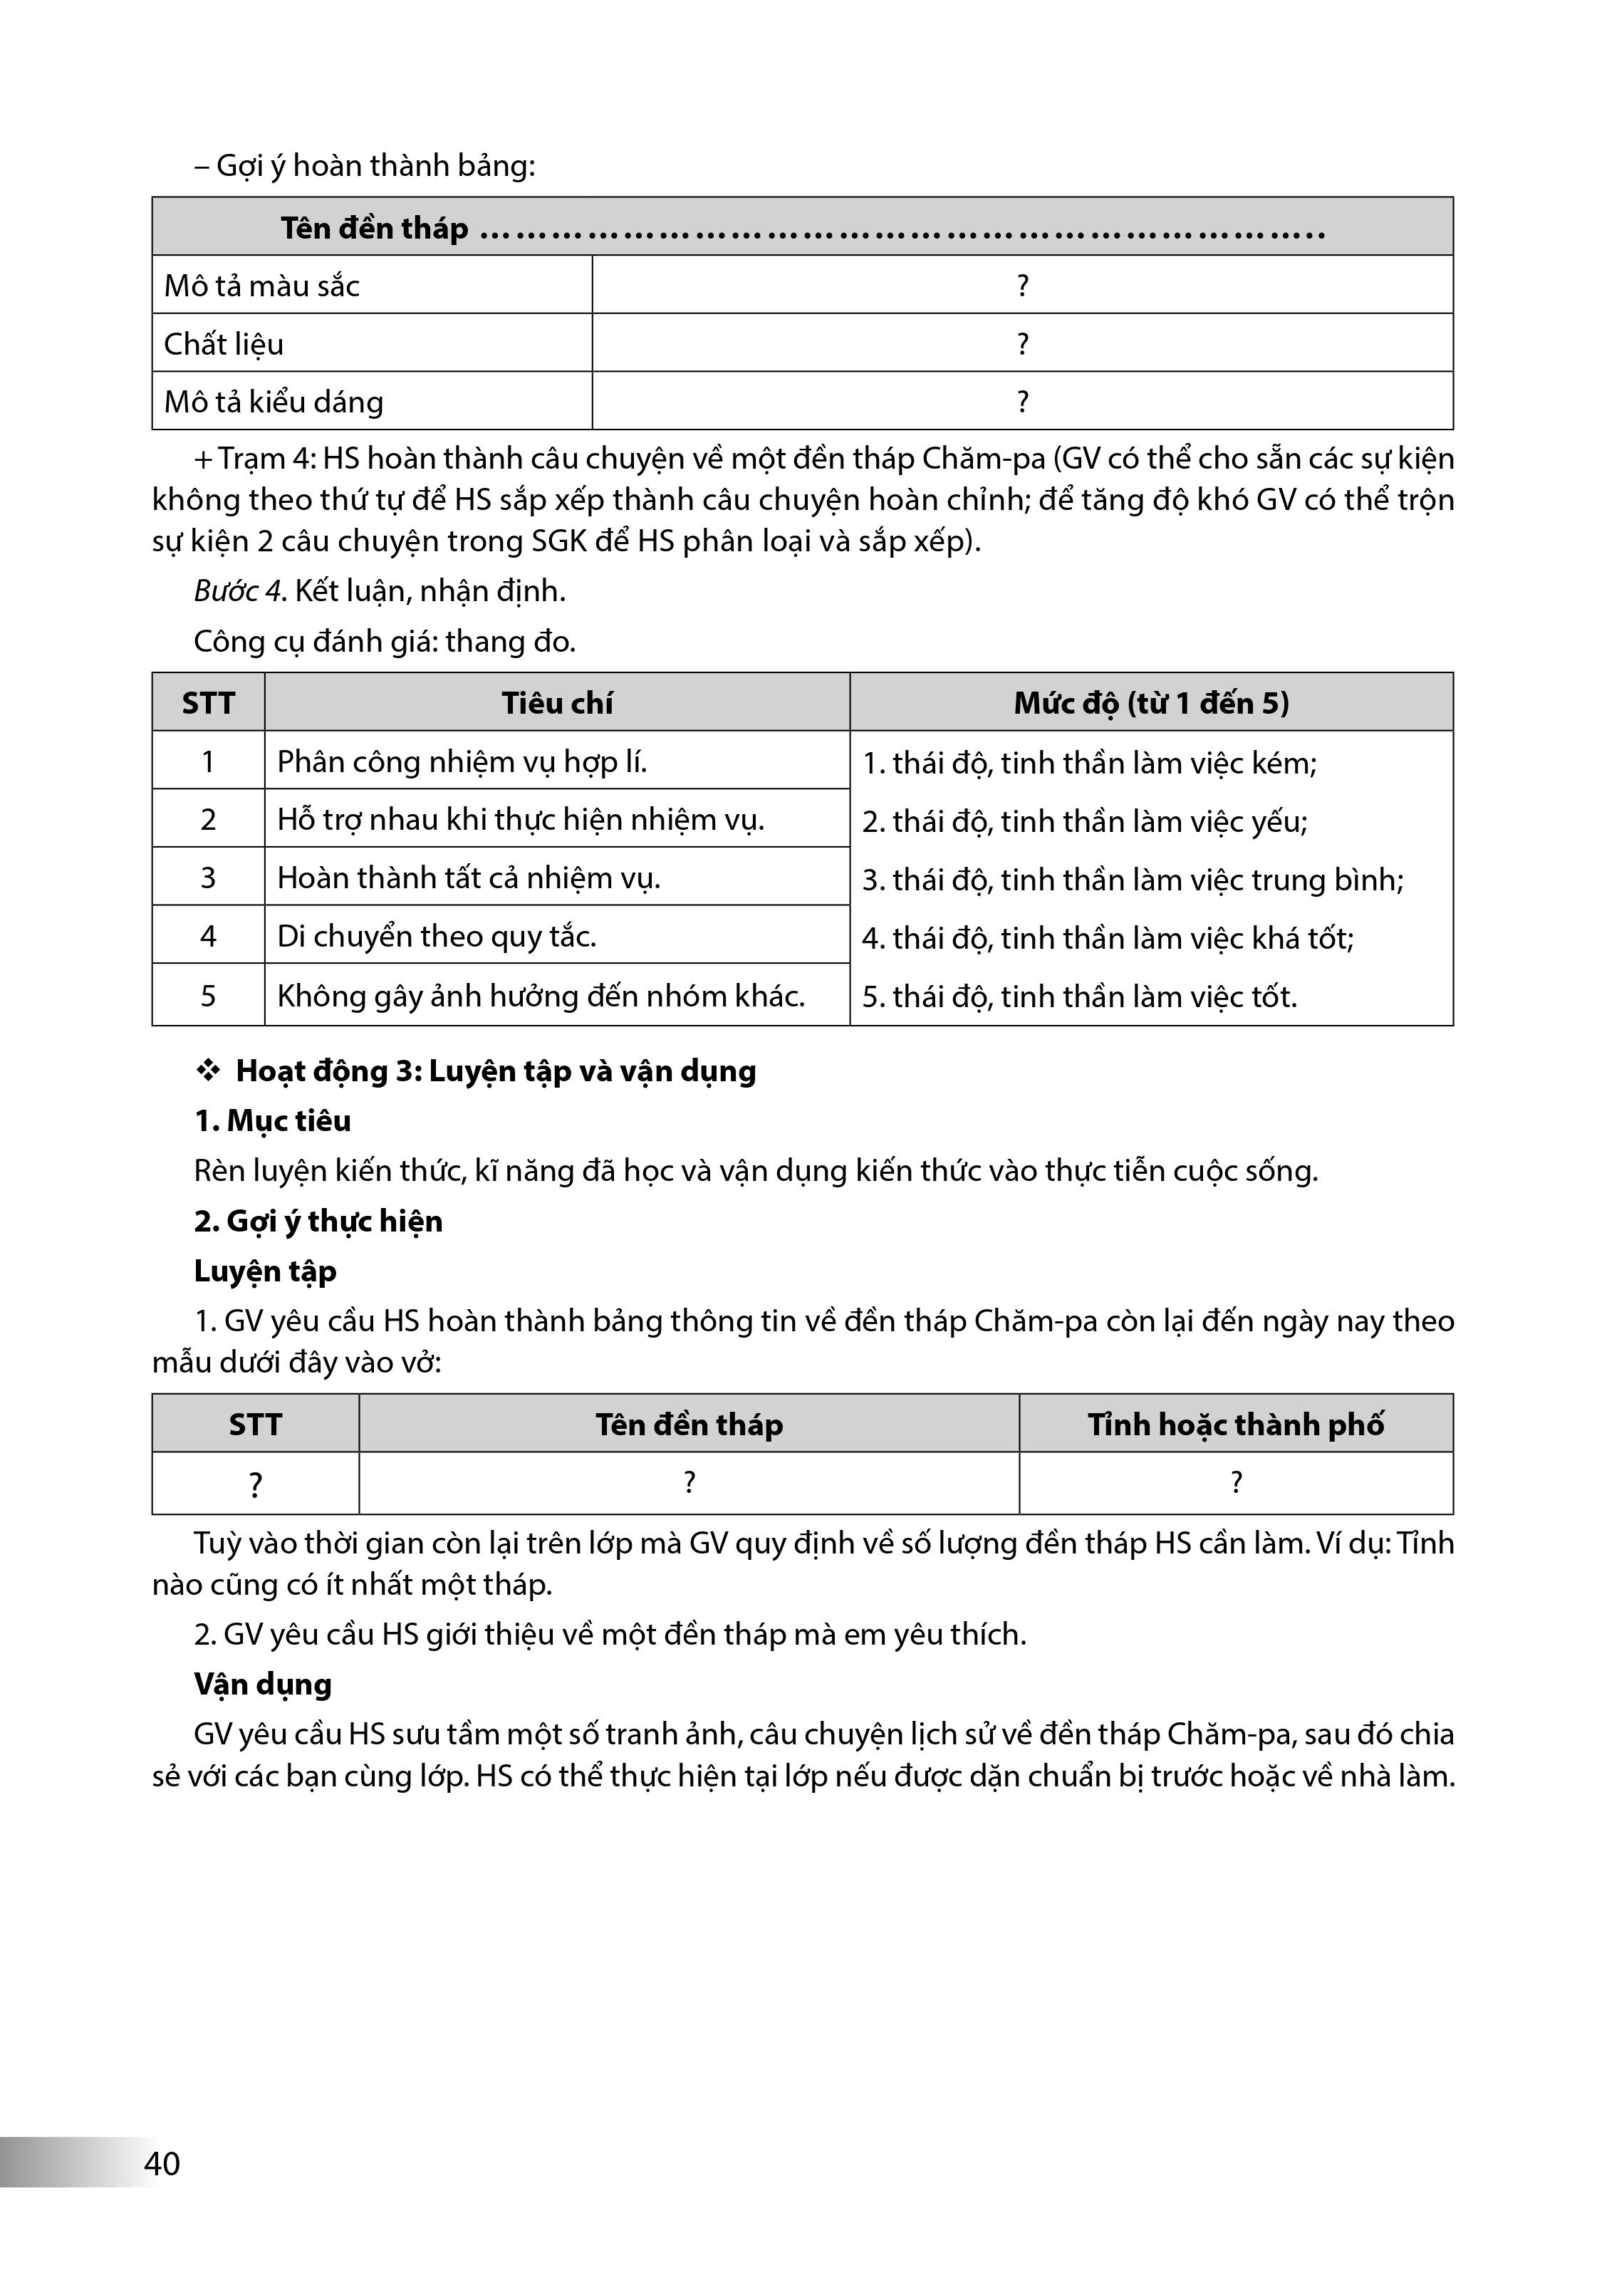 – Gợi ý hoàn thành bảng:
Tên đền tháp ………………………………………………………………..
Mô tả màu sắc ?
Chất liệu ?
Mô tả kiểu dáng ?
+ Trạm 4: HS hoàn thành câu chuyện về một đền tháp Chăm-pa (GV có thể cho sẵn các sự kiện
không theo thứ tự để HS sắp xếp thành câu chuyện hoàn chỉnh; để tăng độ khó GV có thể trộn
sự kiện 2 câu chuyện trong SGK để HS phân loại và sắp xếp).
Bước 4. Kết luận, nhận định.
Công cụ đánh giá: thang đo.
STT Tiêu chí Mức độ (từ 1 đến 5)
1 Phân công nhiệm vụ hợp lí. 1. thái độ, tinh thần làm việc kém;
2 Hỗ trợ nhau khi thực hiện nhiệm vụ. 2. thái độ, tinh thần làm việc yếu;
3 Hoàn thành tất cả nhiệm vụ. 3. thái độ, tinh thần làm việc trung bình;
4 Di chuyển theo quy tắc. 4. thái độ, tinh thần làm việc khá tốt;
5 Không gây ảnh hưởng đến nhóm khác. 5. thái độ, tinh thần làm việc tốt.
❖ Hoạt động 3: Luyện tập và vận dụng
1. Mục tiêu
Rèn luyện kiến thức, kĩ năng đã học và vận dụng kiến thức vào thực tiễn cuộc sống.
2. Gợi ý thực hiện
Luyện tập
1. GV yêu cầu HS hoàn thành bảng thông tin về đền tháp Chăm-pa còn lại đến ngày nay theo
mẫu dưới đây vào vở:
STT Tên đền tháp Tỉnh hoặc thành phố
? ? ?
Tuỳ vào thời gian còn lại trên lớp mà GV quy định về số lượng đền tháp HS cần làm. Ví dụ: Tỉnh
nào cũng có ít nhất một tháp.
2. GV yêu cầu HS giới thiệu về một đền tháp mà em yêu thích.
Vận dụng
GV yêu cầu HS sưu tầm một số tranh ảnh, câu chuyện lịch sử về đền tháp Chăm-pa, sau đó chia
sẻ với các bạn cùng lớp. HS có thể thực hiện tại lớp nếu được dặn chuẩn bị trước hoặc về nhà làm.
40